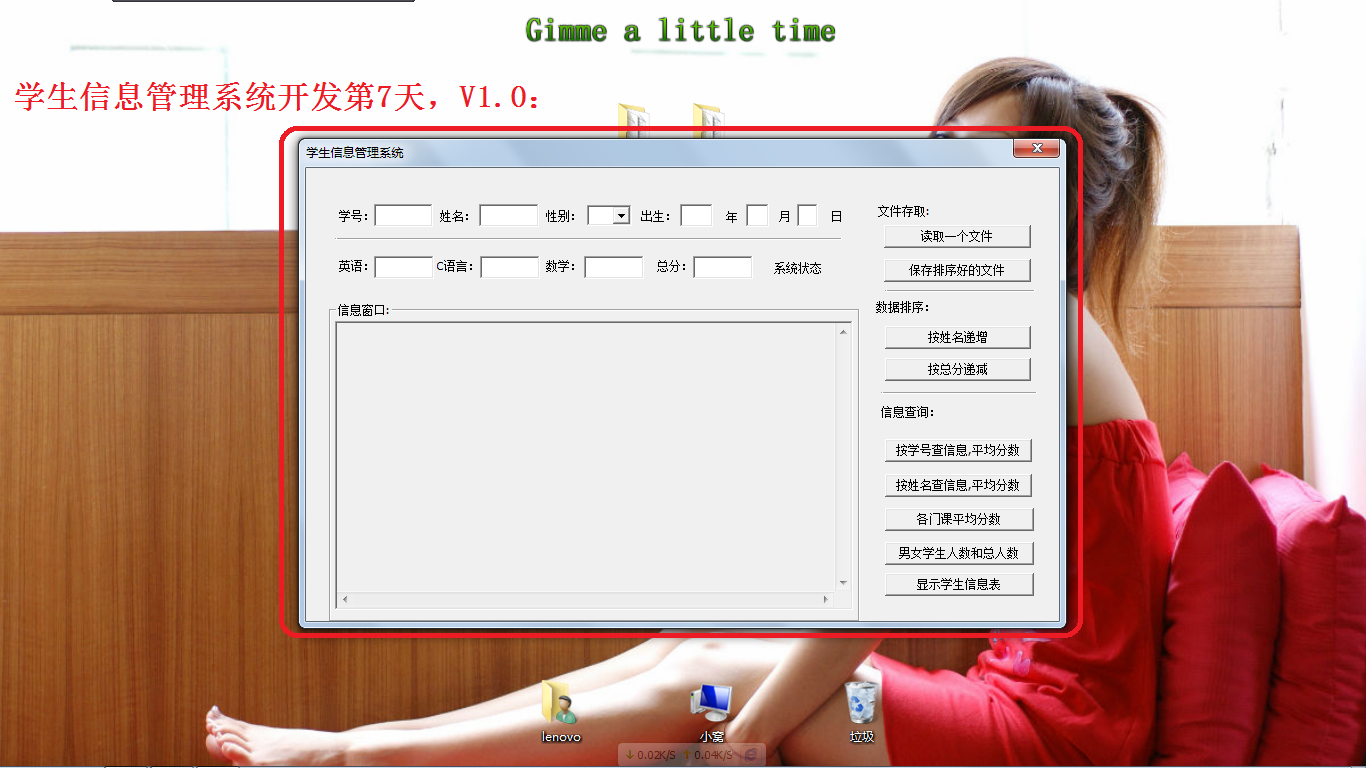 Gimme a little time
学生信息管理系统开发第7天，V1.0：
学生信息管理系统
学号： 姓名： 性别： 出生： 年 月 日
英语： C语言： 数学： 总分： 系统状态
信息窗口：
文件存取：
读取一个文件
保存排序好的文件
数据排序：
按姓名递增
按总分递减
信息查询：
按学号查信息,平均分数
按姓名查信息,平均分数
各门课平均分数
男女学生人数和总人数
显示学生信息表
lenovo 小窝 垃圾
↓ 0.02K/S ↑ 0.04K/S